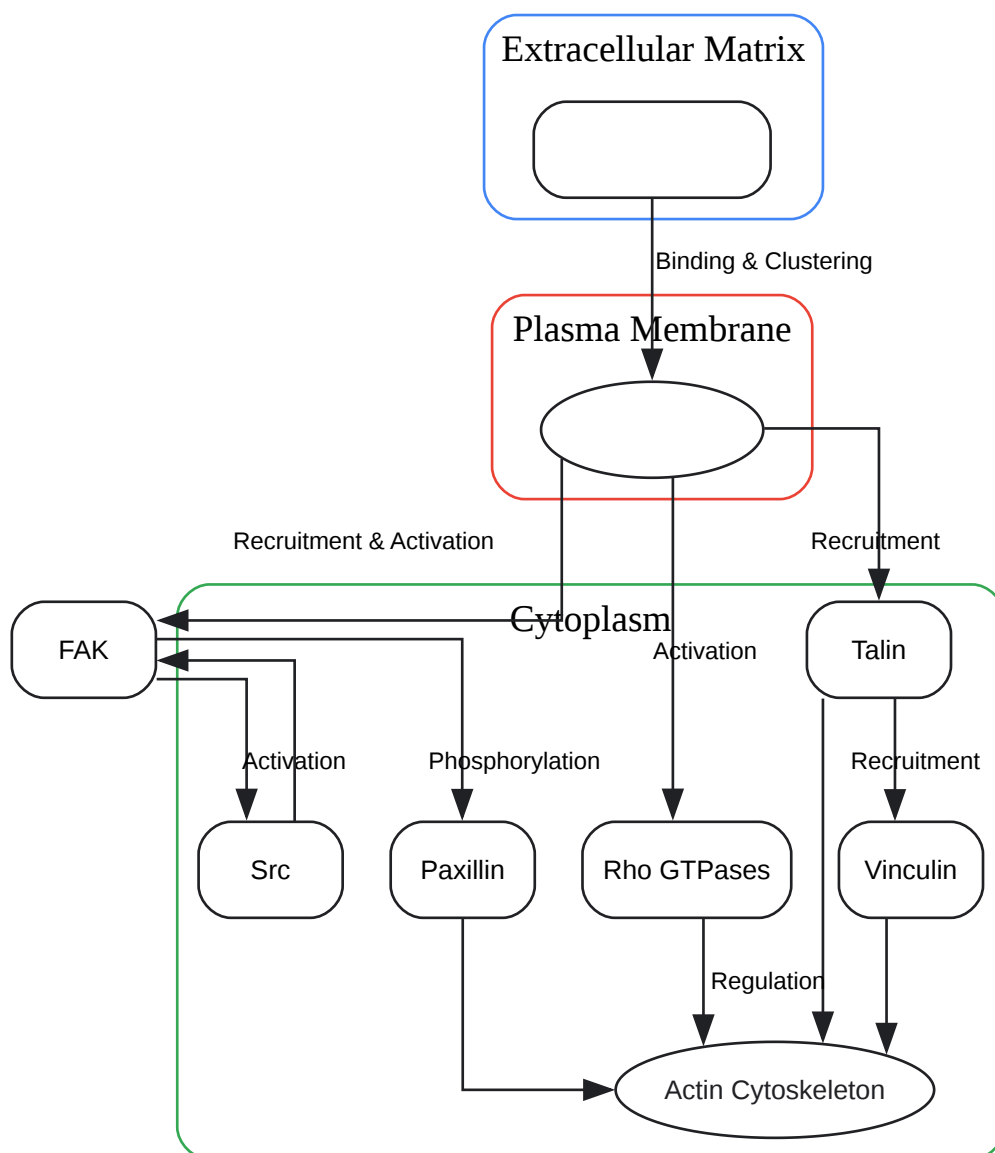 Extracellular Matrix
Binding & Clustering
Plasma Membrane
Recruitment & Activation
Recruitment
Cytoplasm
FAK
Activation
Talin
Activation
Phosphorylation
Recruitment
Src
Paxillin
Rho GTPases
Vinculin
Regulation
Actin Cytoskeleton